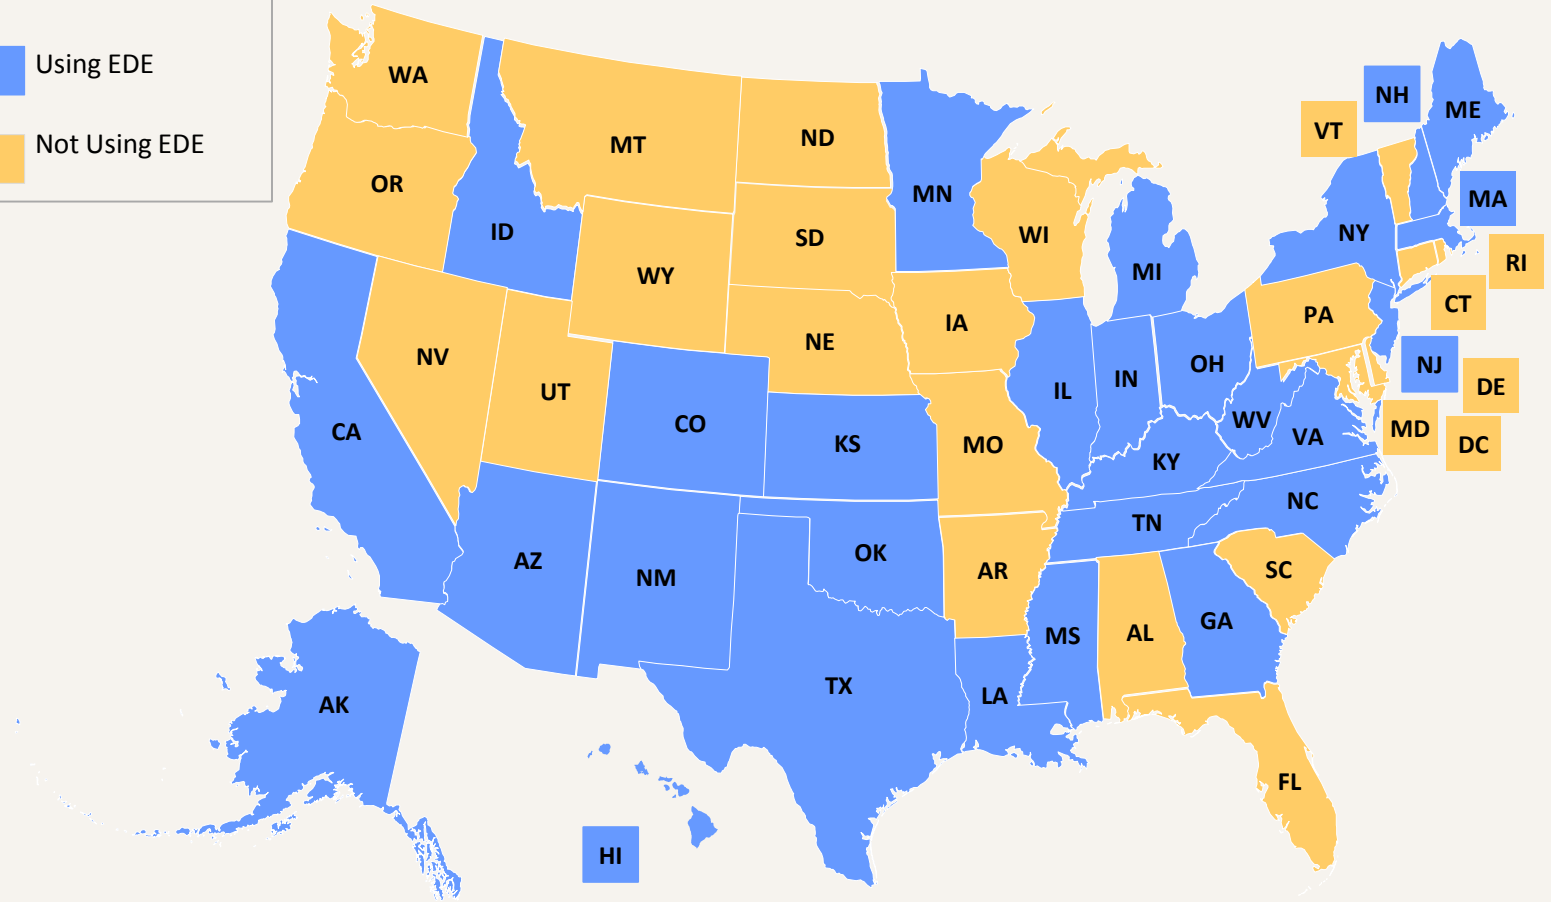 Using EDE
Not Using EDE
WA
OR
CA
NV
ID
MT
WY
UT
AZ
CO
NM
ND
SD
NE
KS
OK
TX
MN
IA
MO
AR
LA
WI
IL
MS
MI
IN
KY
TN
AL
OH
WV
VA
NC
SC
GA
FL
PA
NY
VT
NH
ME
MA
RI
CT
NJ
DE
MD
DC
AK
HI